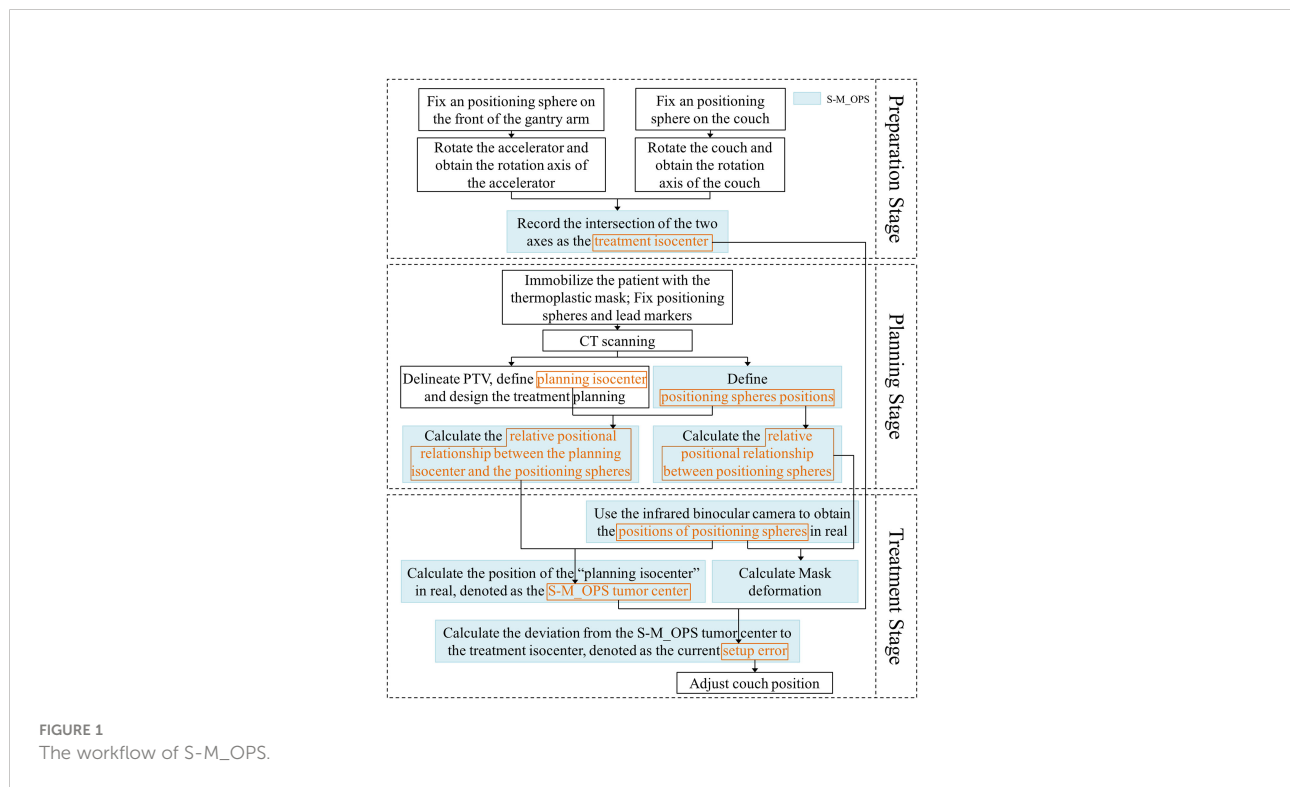 S-M_OPS
Preparation Stage
Fix an positioning sphere on
the front of the gantry arm
Fix an positioning
sphere on the couch
Rotate the accelerator and
obtain the rotation axis of
the accelerator
Rotate the couch and
obtain the rotation
axis of the couch
Record the intersection of the two
axes as the treatment isocenter
Planning Stage
Immobilize the patient with the
thermoplastic mask; Fix positioning
spheres and lead markers
CT scanning
Delineate PTV, define planning isocenter
and design the treatment planning
Define
positioning spheres positions
Calculate the relative positional
relationship between the planning
isocenter and the positioning spheres
Calculate the relative
positional relationship
between positioning spheres
Treatment Stage
Use the infrared binocular camera to obtain
the positions of positioning spheres in real
Calculate the position of the “planning isocenter”
in real, denoted as the S-M_OPS tumor center
Calculate Mask
deformation
Calculate the deviation from the S-M_OPS tumor center to
the treatment isocenter, denoted as the current setup error
Adjust couch position
FIGURE 1
The workflow of S-M_OPS.